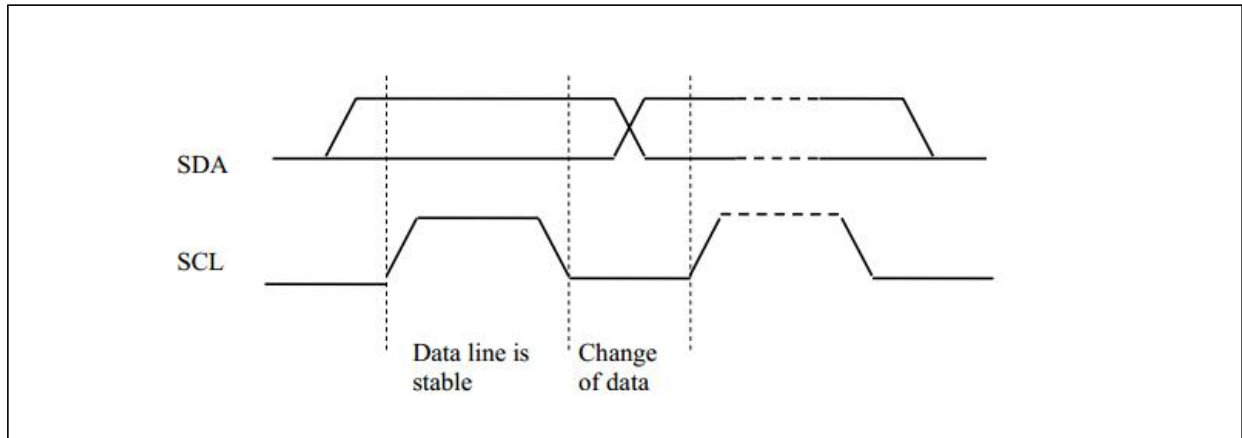 SDA
SCL
Data line is
stable
Change
of data